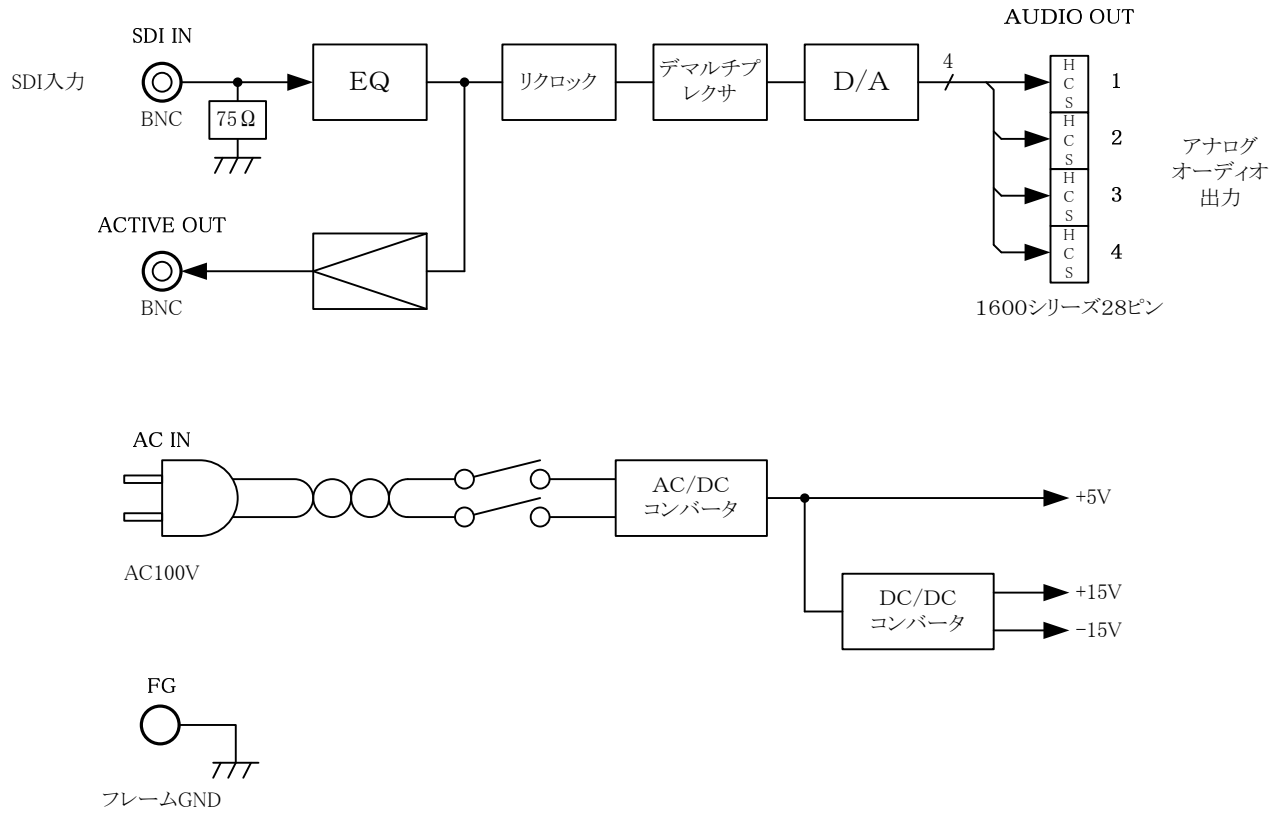 AUDIO OUT
SDI IN
SDI入力
BNC
75Ω
EQ
リクロック
デマルチプ
レクサ
D/A
4
H
C
S
1
H
C
S
2
H
C
S
3
H
C
S
4
アナログ
オーディオ
出力
1600シリーズ28ピン
ACTIVE OUT
BNC
AC IN
AC100V
AC/DC
コンバータ
+5V
DC/DC
コンバータ
+15V
-15V
FG
フレームGND